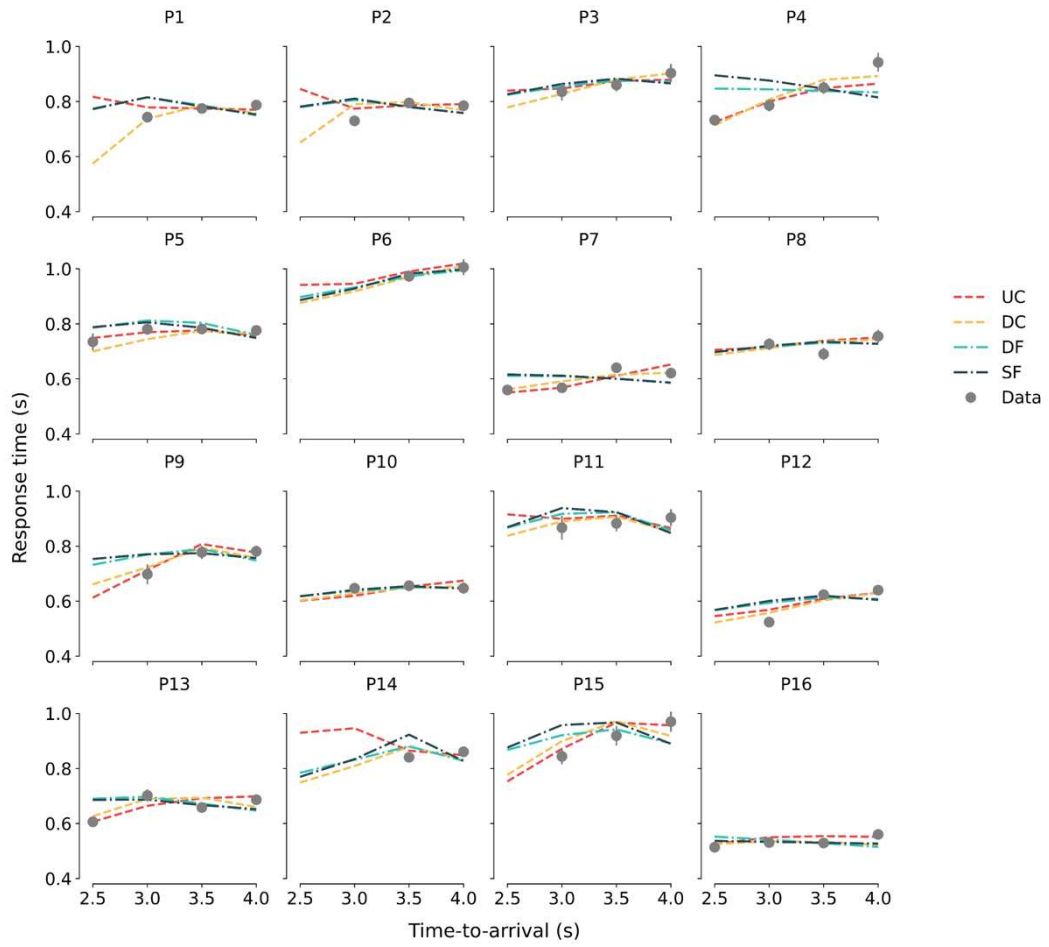 P1 P2 P3 P4
1.0
0.8
0.6
0.4
P5 P6 P7 P8
1.0
0.8
0.6
0.4
P9 P10 P11 P12
1.0
0.8
0.6
0.4
P13 P14 P15 P16
1.0
0.8
0.6
0.4
2.5 3.0 3.5 4.0 2.5 3.0 3.5 4.0 2.5 3.0 3.5 4.0 2.5 3.0 3.5 4.0
Time-to-arrival (s)
Response time (s)
UC
DC
DF
SF
Data